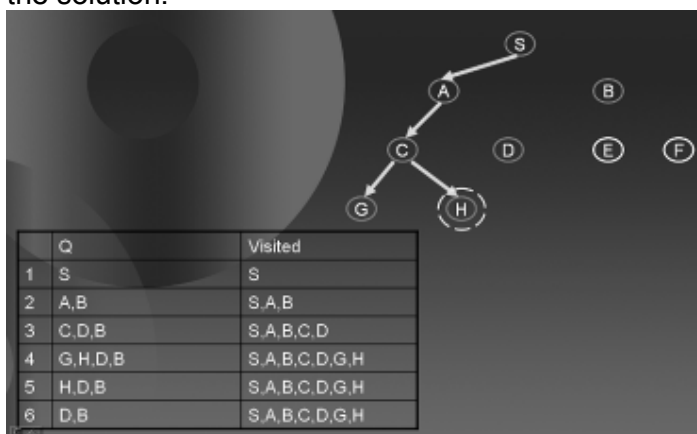 the solution.
S
A B
C D E F
G H
Q Visited
1 S S
2 A,B S,A,B
3 C,D,B S,A,B,C,D
4 G,H,D,B S,A,B,C,D,G,H
5 H,D,B S,A,B,C,D,G,H
6 D,B S,A,B,C,D,G,H